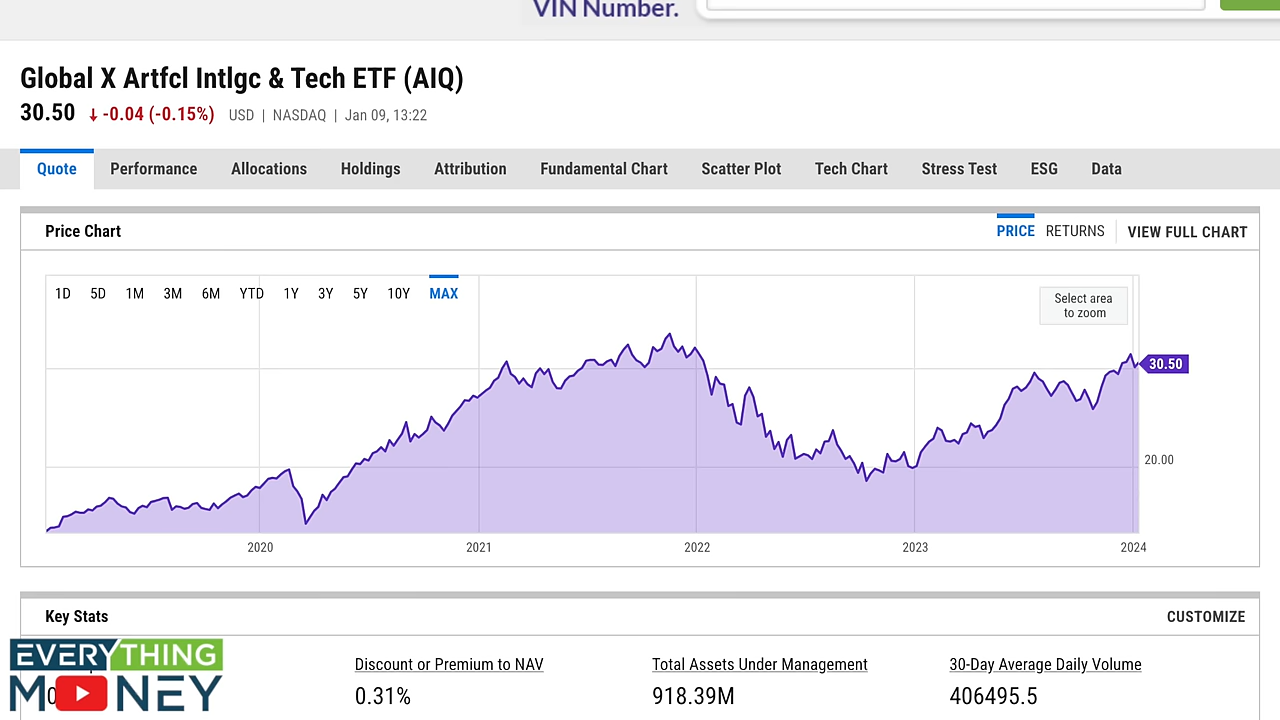 VIN Number.
Global X Artfcl Intlgc & Tech ETF (AIQ)
30.50 ↓ -0.04 (-0.15%) USD | NASDAQ | Jan 09, 13:22
Quote Performance Allocations Holdings Attribution Fundamental Chart Scatter Plot Tech Chart Stress Test ESG Data
Price Chart PRICE RETURNS VIEW FULL CHART
1D 5D 1M 3M 6M YTD 1Y 3Y 5Y 10Y MAX
Select area
to zoom
30.50
20.00
2020 2021 2022 2023 2024
Key Stats CUSTOMIZE
Discount or Premium to NAV Total Assets Under Management 30-Day Average Daily Volume
0.31% 918.39M 406495.5
EVERYTHING
MONEY